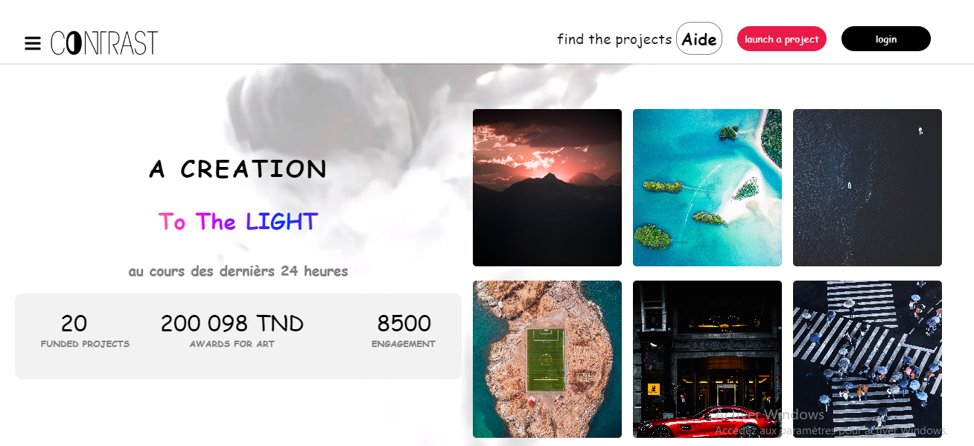 CONTRAST
find the projects Aide launch a project login
A CREATION
To The LIGHT
au cours des dernièrs 24 heures
20 200 098 TND 8500
FUNDED PROJECTS AWARDS FOR ART ENGAGEMENT
Activer Windows
Accédez aux paramètres pour activer Windows.